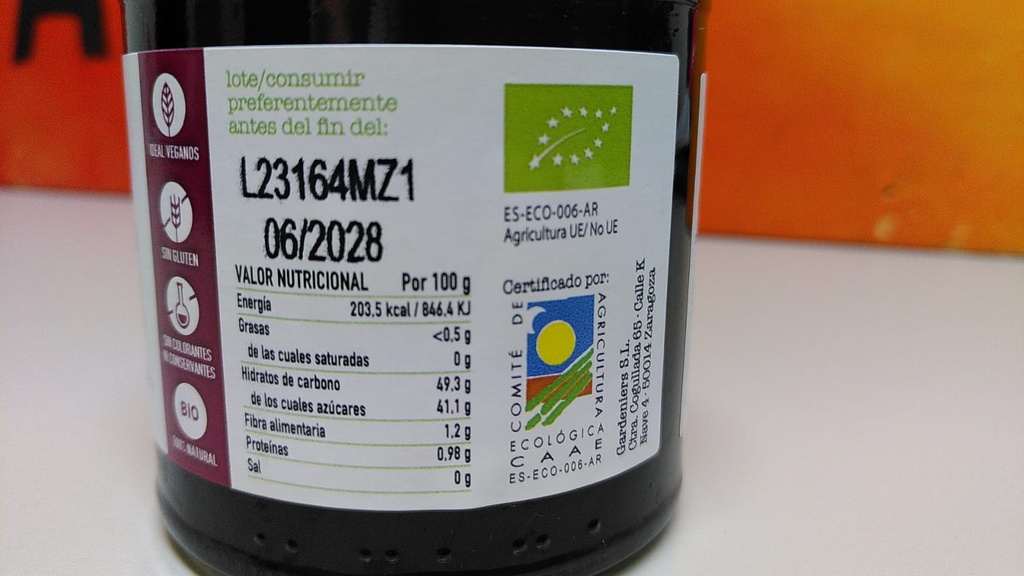 IDEAL VEGANOS
SIN GLUTEN
SIN COLORANTES
NI CONSERVANTES
BIO
100% NATURAL
lote/consumir
preferentemente
antes del fin del:
L23164MZ1
06/2028
VALOR NUTRICIONAL Por 100 g
Energía 203,5 kcal / 846,4 KJ
Grasas <0,5 g
de las cuales saturadas 0 g
Hidratos de carbono 49,3 g
de los cuales azúcares 41,1 g
Fibra alimentaria 1,2 g
Proteínas 0,98 g
Sal 0 g
ES-ECO-006-AR
Agricultura UE/ No UE
Certificado por:
COMITÉ DE
AGRICULTURA
ECOLÓGICA
CAAE
ES-ECO-006-AR
Gardeniers S.L.
Ctra. Cogullada 65 · Calle K
Nave 4 · 50014 Zaragoza